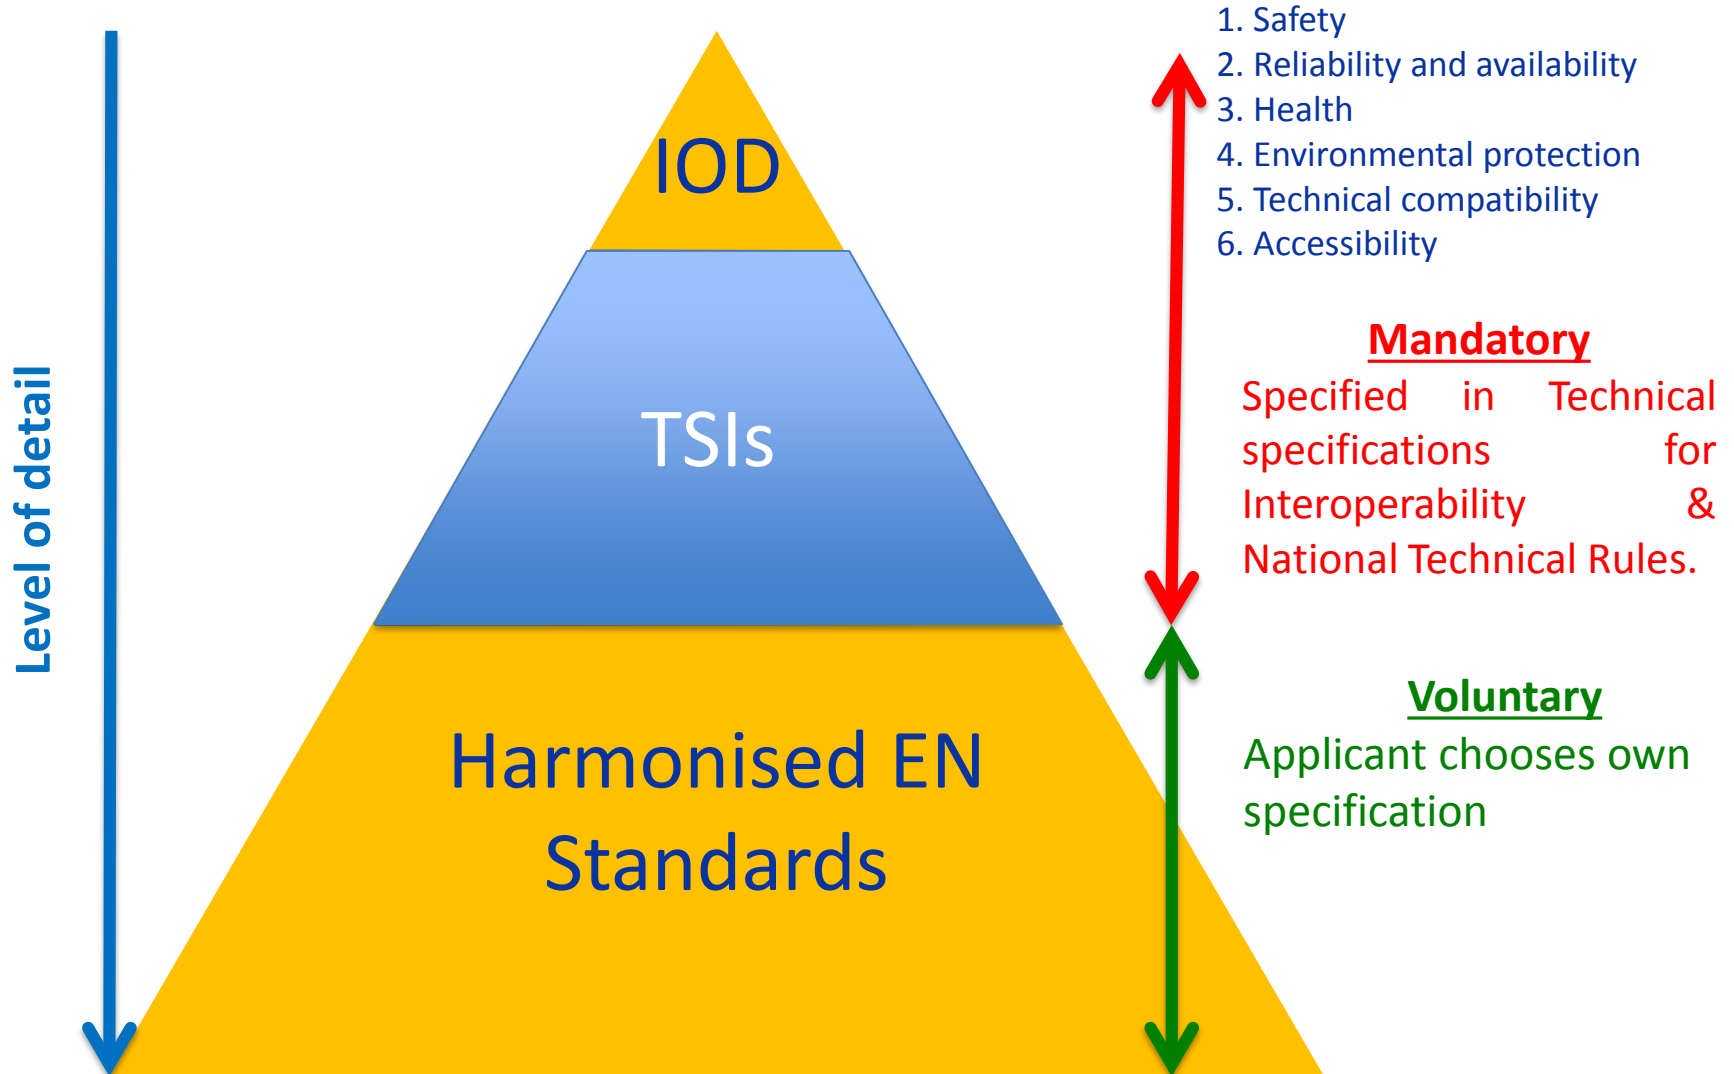 1. Safety
2. Reliability and availability
3. Health
4. Environmental protection
5. Technical compatibility
6. Accessibility
IOD
TSIs
Harmonised EN
Standards
Level of detail
Mandatory
Specified in Technical
specifications for
Interoperability &
National Technical Rules.
Voluntary
Applicant chooses own
specification